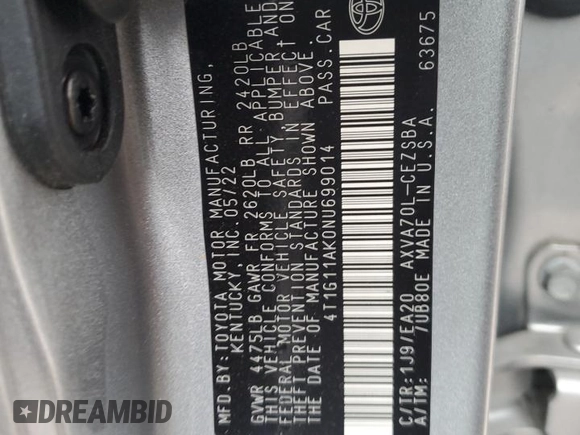 MFD.BY: TOYOTA MOTOR MANUFACTURING,
KENTUCKY, INC. 05/22
GVWR 4475LB GAWR FR 2620LB RR 2420LB
THIS VEHICLE CONFORMS TO ALL APPLICABLE
FEDERAL MOTOR VEHICLE SAFETY, BUMPER, AND
THEFT PREVENTION STANDARDS IN EFFECT ON
THE DATE OF MANUFACTURE SHOWN ABOVE.
4T1G11AK0NU699014 PASS.CAR
C/TR: 1J9/EA20 AXVA70L-CEZSBA
A/TM: /UB80E MADE IN U.S.A. 63675
DREAMBID